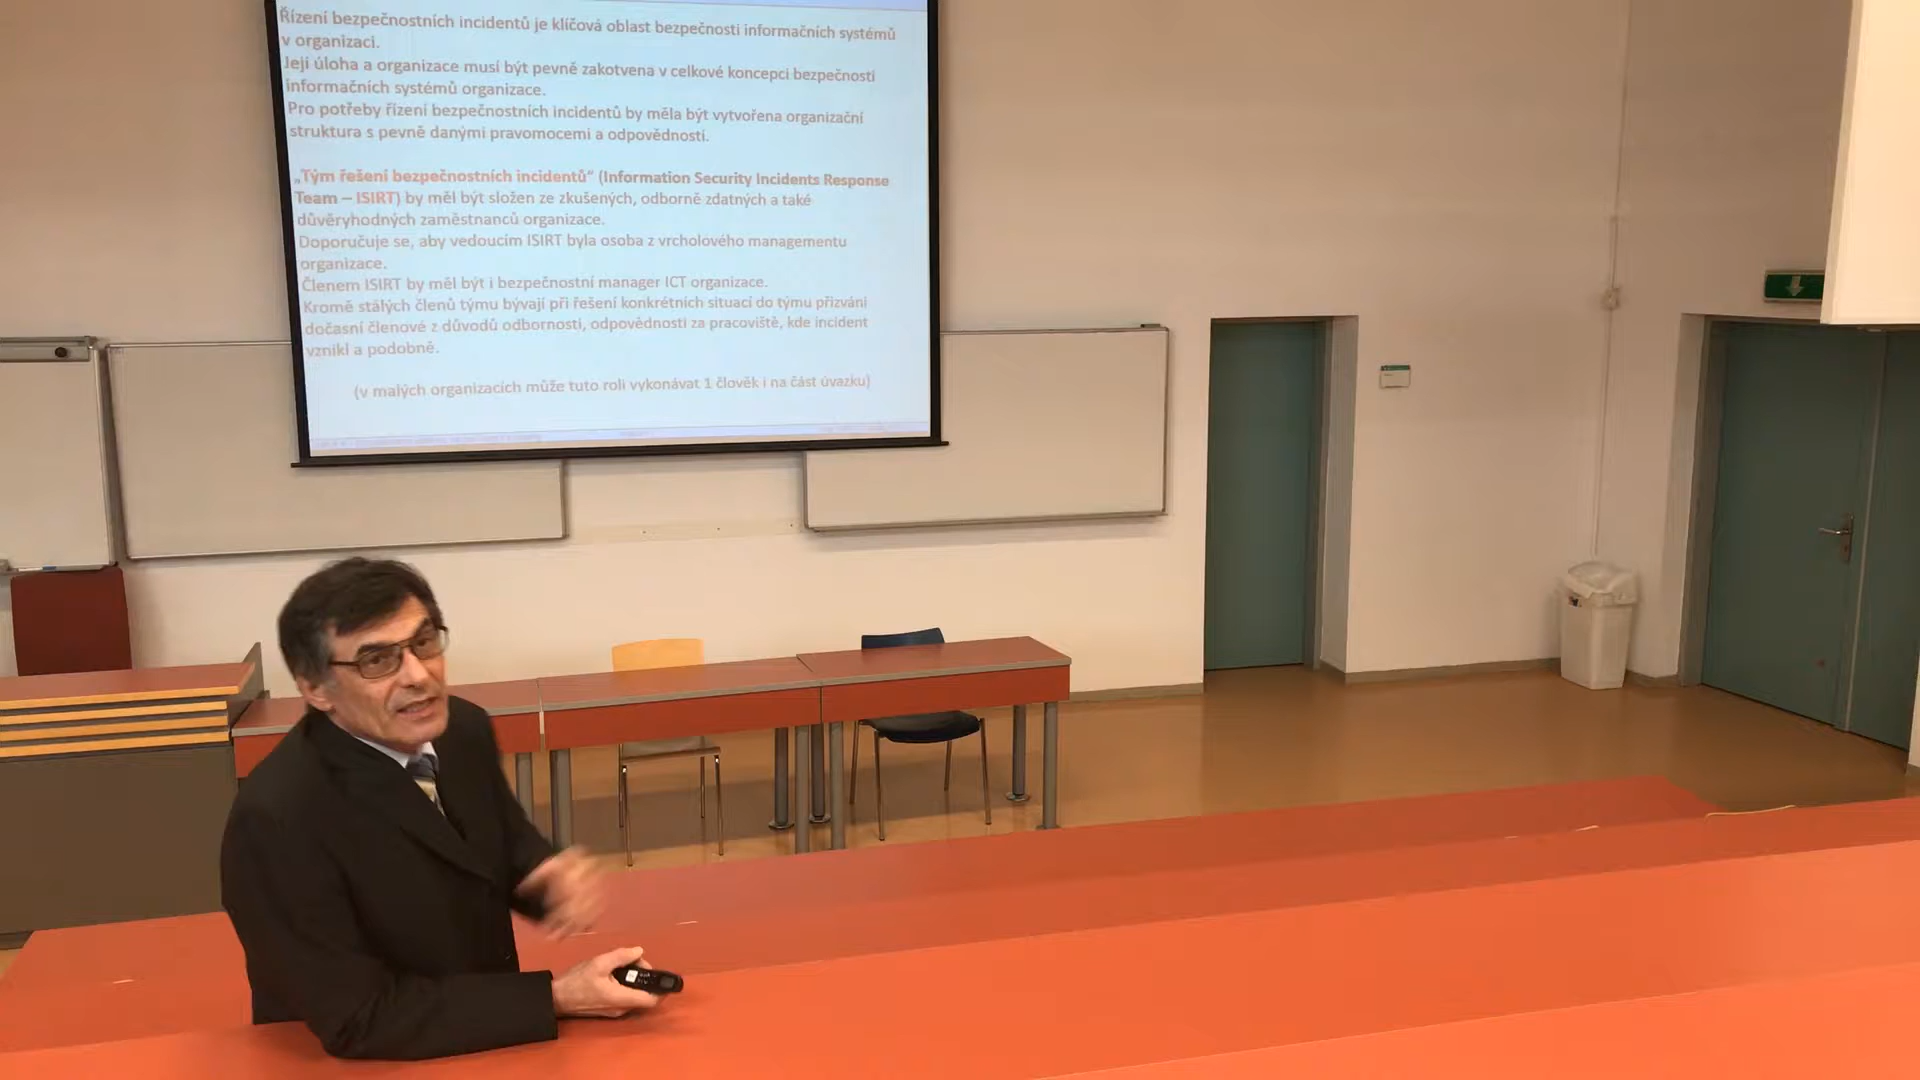 Řízení bezpečnostních incidentů je klíčová oblast bezpečnosti informačních systémů
v organizaci.
Její úloha a organizace musí být pevně zakotvena v celkové koncepci bezpečnosti
informačních systémů organizace.
Pro potřeby řízení bezpečnostních incidentů by měla být vytvořena organizační
struktura s pevně danými pravomocemi a odpovědností.
„Tým řešení bezpečnostních incidentů“ (Information Security Incidents Response
Team – ISIRT) by měl být složen ze zkušených, odborně zdatných a také
důvěryhodných zaměstnanců organizace.
Doporučuje se, aby vedoucím ISIRT byla osoba z vrcholového managementu
organizace.
Členem ISIRT by měl být i bezpečnostní manager ICT organizace.
Kromě stálých členů týmu bývají při řešení konkrétních situací do týmu přizváni
dočasní členové z důvodů odbornosti, odpovědnosti za pracoviště, kde incident
vznikl a podobně.
(v malých organizacích může tuto roli vykonávat 1 člověk i na část úvazku)